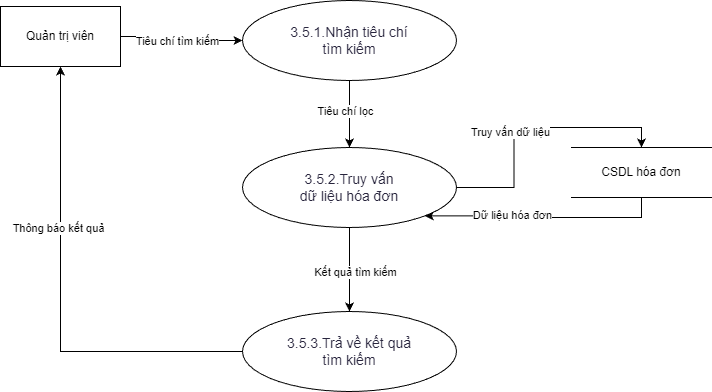 Quản trị viên
Tiêu chí tìm kiếm
3.5.1.Nhận tiêu chí
tìm kiếm
Tiêu chí lọc
Truy vấn dữ liệu
3.5.2.Truy vấn
dữ liệu hóa đơn
CSDL hóa đơn
Dữ liệu hóa đơn
Thông báo kết quả
Kết quả tìm kiếm
3.5.3.Trả về kết quả
tìm kiếm